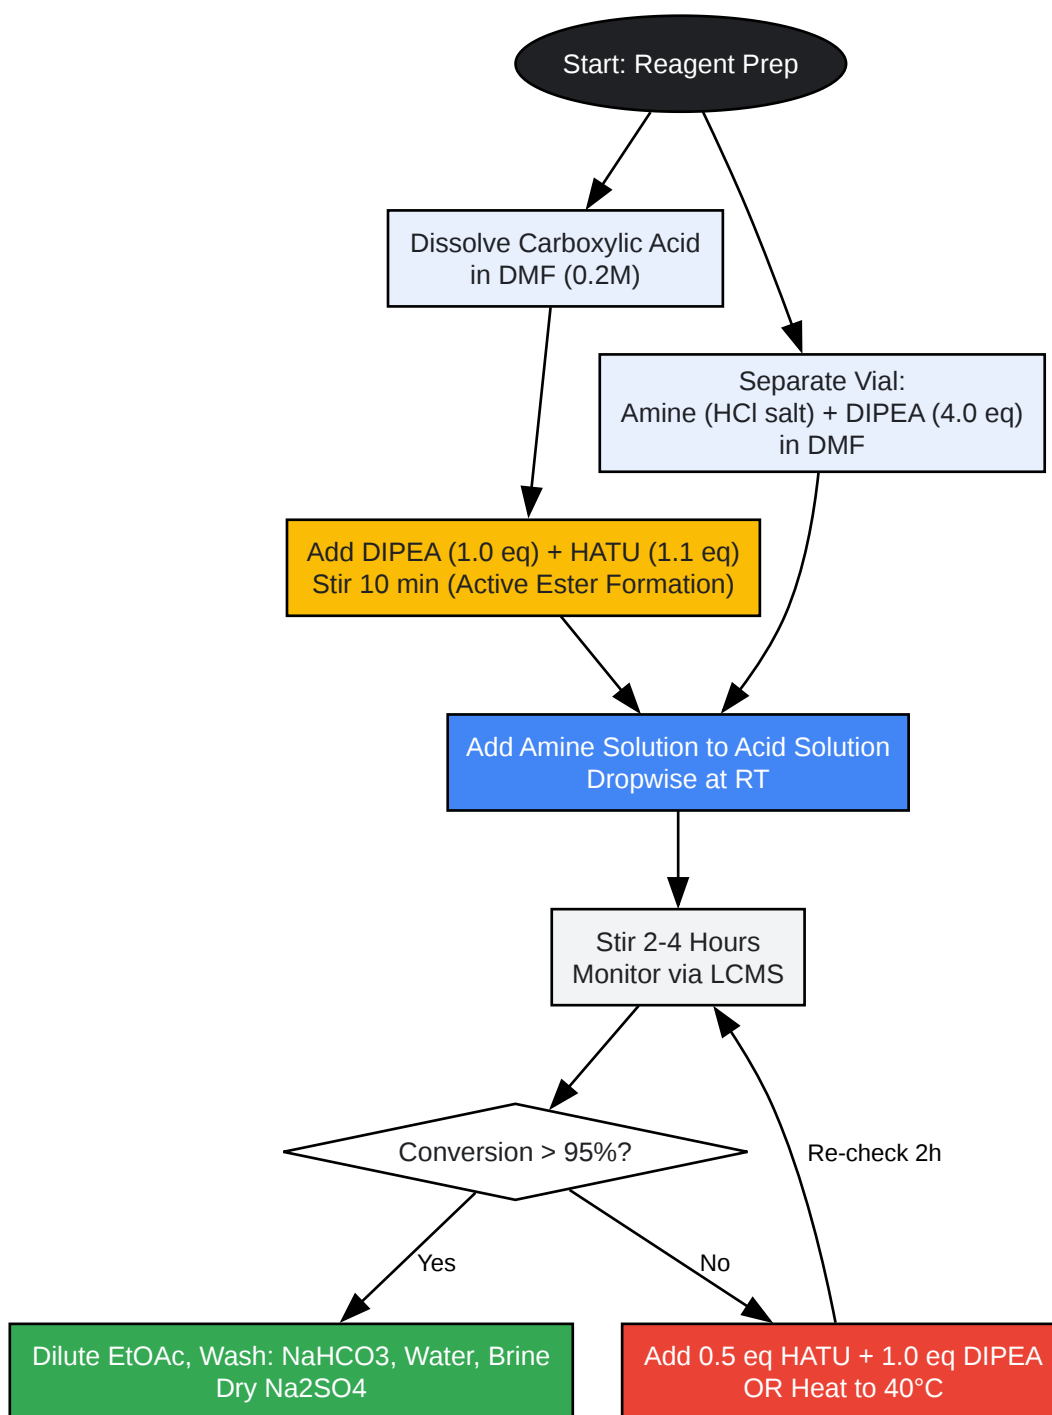 Start: Reagent Prep
Dissolve Carboxylic Acid
in DMF (0.2M)
Separate Vial:
Amine (HCl salt) + DIPEA (4.0 eq)
in DMF
Add DIPEA (1.0 eq) + HATU (1.1 eq)
Stir 10 min (Active Ester Formation)
Add Amine Solution to Acid Solution
Dropwise at RT
Stir 2-4 Hours
Monitor via LCMS
Conversion > 95%?
Re-check 2h
Yes
No
Dilute EtOAc, Wash: NaHCO3, Water, Brine
Dry Na2SO4
Add 0.5 eq HATU + 1.0 eq DIPEA
OR Heat to 40°C